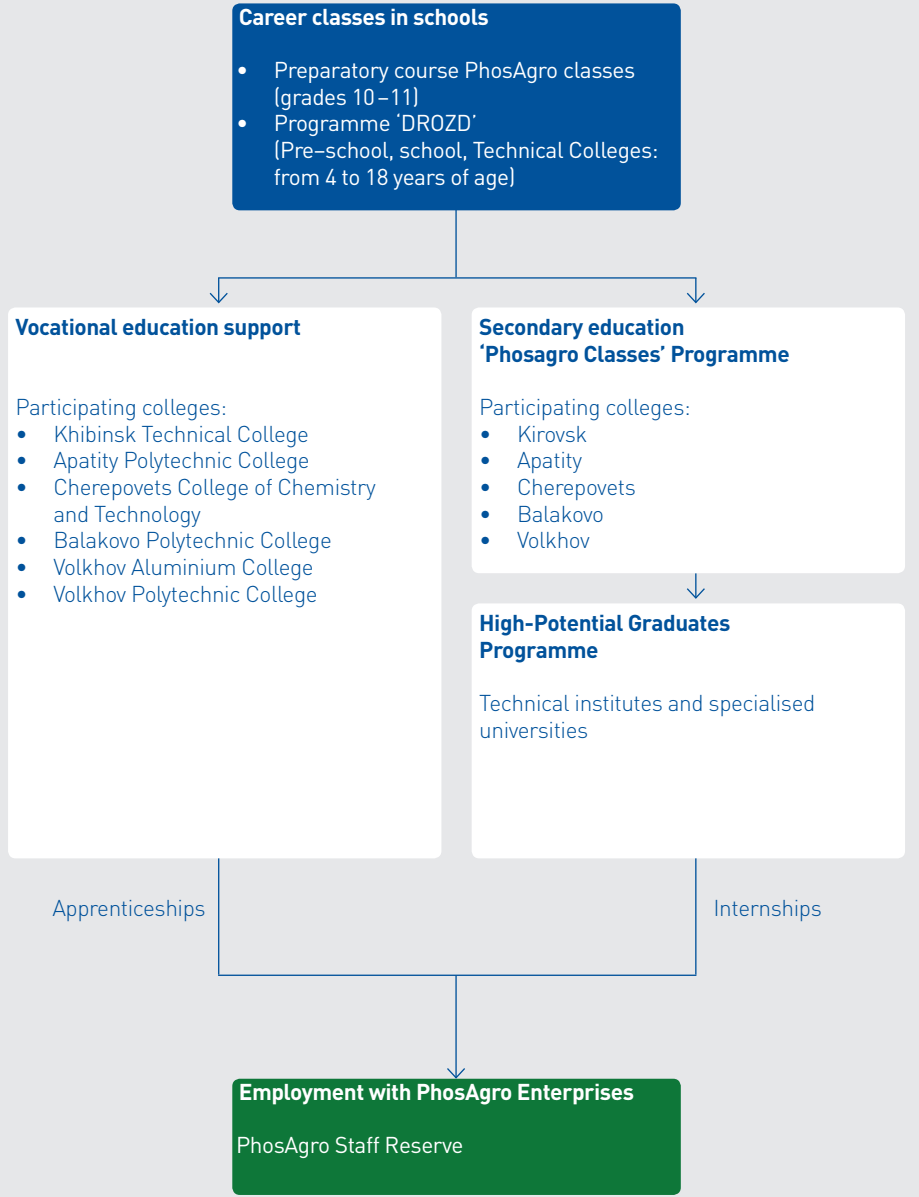 Career classes in schools
• Preparatory course PhosAgro classes
(grades 10–11)
• Programme ‘DROZD’
(Pre–school, school, Technical Colleges:
from 4 to 18 years of age)
Vocational education support
Participating colleges:
• Khibinsk Technical College
• Apatity Polytechnic College
• Cherepovets College of Chemistry
and Technology
• Balakovo Polytechnic College
• Volkhov Aluminium College
• Volkhov Polytechnic College
Secondary education
‘Phosagro Classes’ Programme
Participating colleges:
• Kirovsk
• Apatity
• Cherepovets
• Balakovo
• Volkhov
High-Potential Graduates
Programme
Technical institutes and specialised
universities
Apprenticeships
Internships
Employment with PhosAgro Enterprises
PhosAgro Staff Reserve